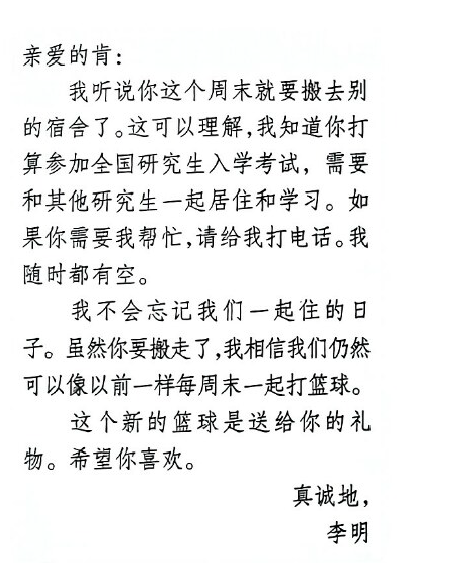 亲爱的肯：
我听说你这个周末就要搬去别
的宿舍了。这可以理解，我知道你打
算参加全国研究生入学考试，需要
和其他研究生一起居住和学习。如
果你需要我帮忙，请给我打电话。我
随时都有空。
我不会忘记我们一起住的日
子。虽然你要搬走了，我相信我们仍然
可以像以前一样每周末一起打篮球。
这个新的篮球是送给你的礼
物。希望你喜欢。
真诚地，
李明